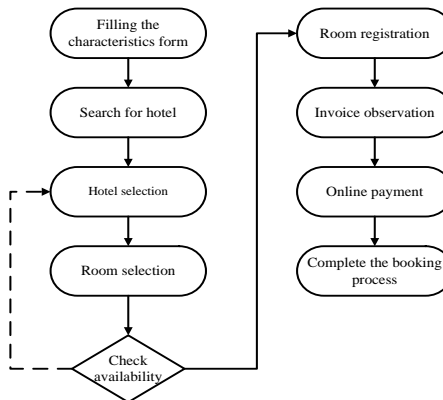 Filling the
characteristics form
Search for hotel
Hotel selection
Room selection
Check
availability
Room registration
Invoice observation
Online payment
Complete the booking
process